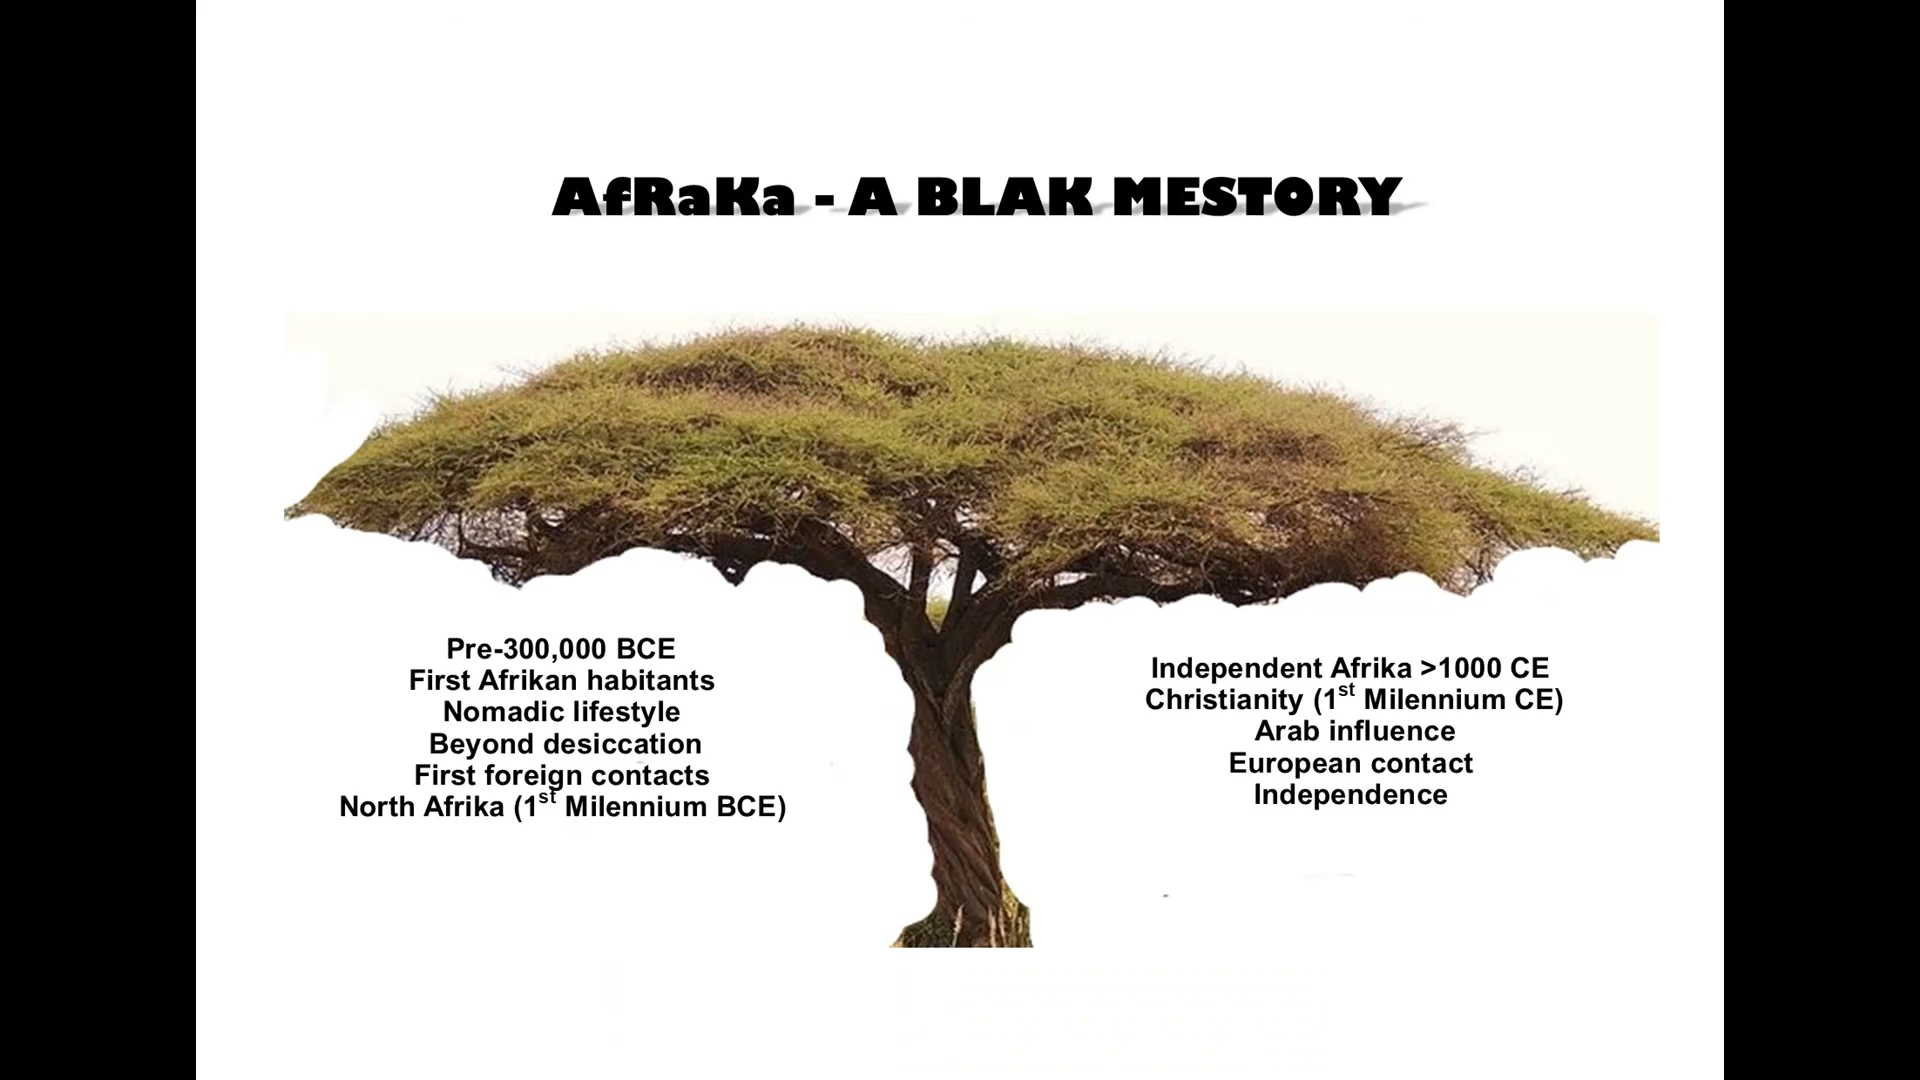 AfRaKa - A BLAK MESTORY
Pre-300,000 BCE
First Afrikan habitants
Nomadic lifestyle
Beyond desiccation
First foreign contacts
North Afrika (1st Milennium BCE)
Independent Afrika >1000 CE
Christianity (1st Milennium CE)
Arab influence
European contact
Independence